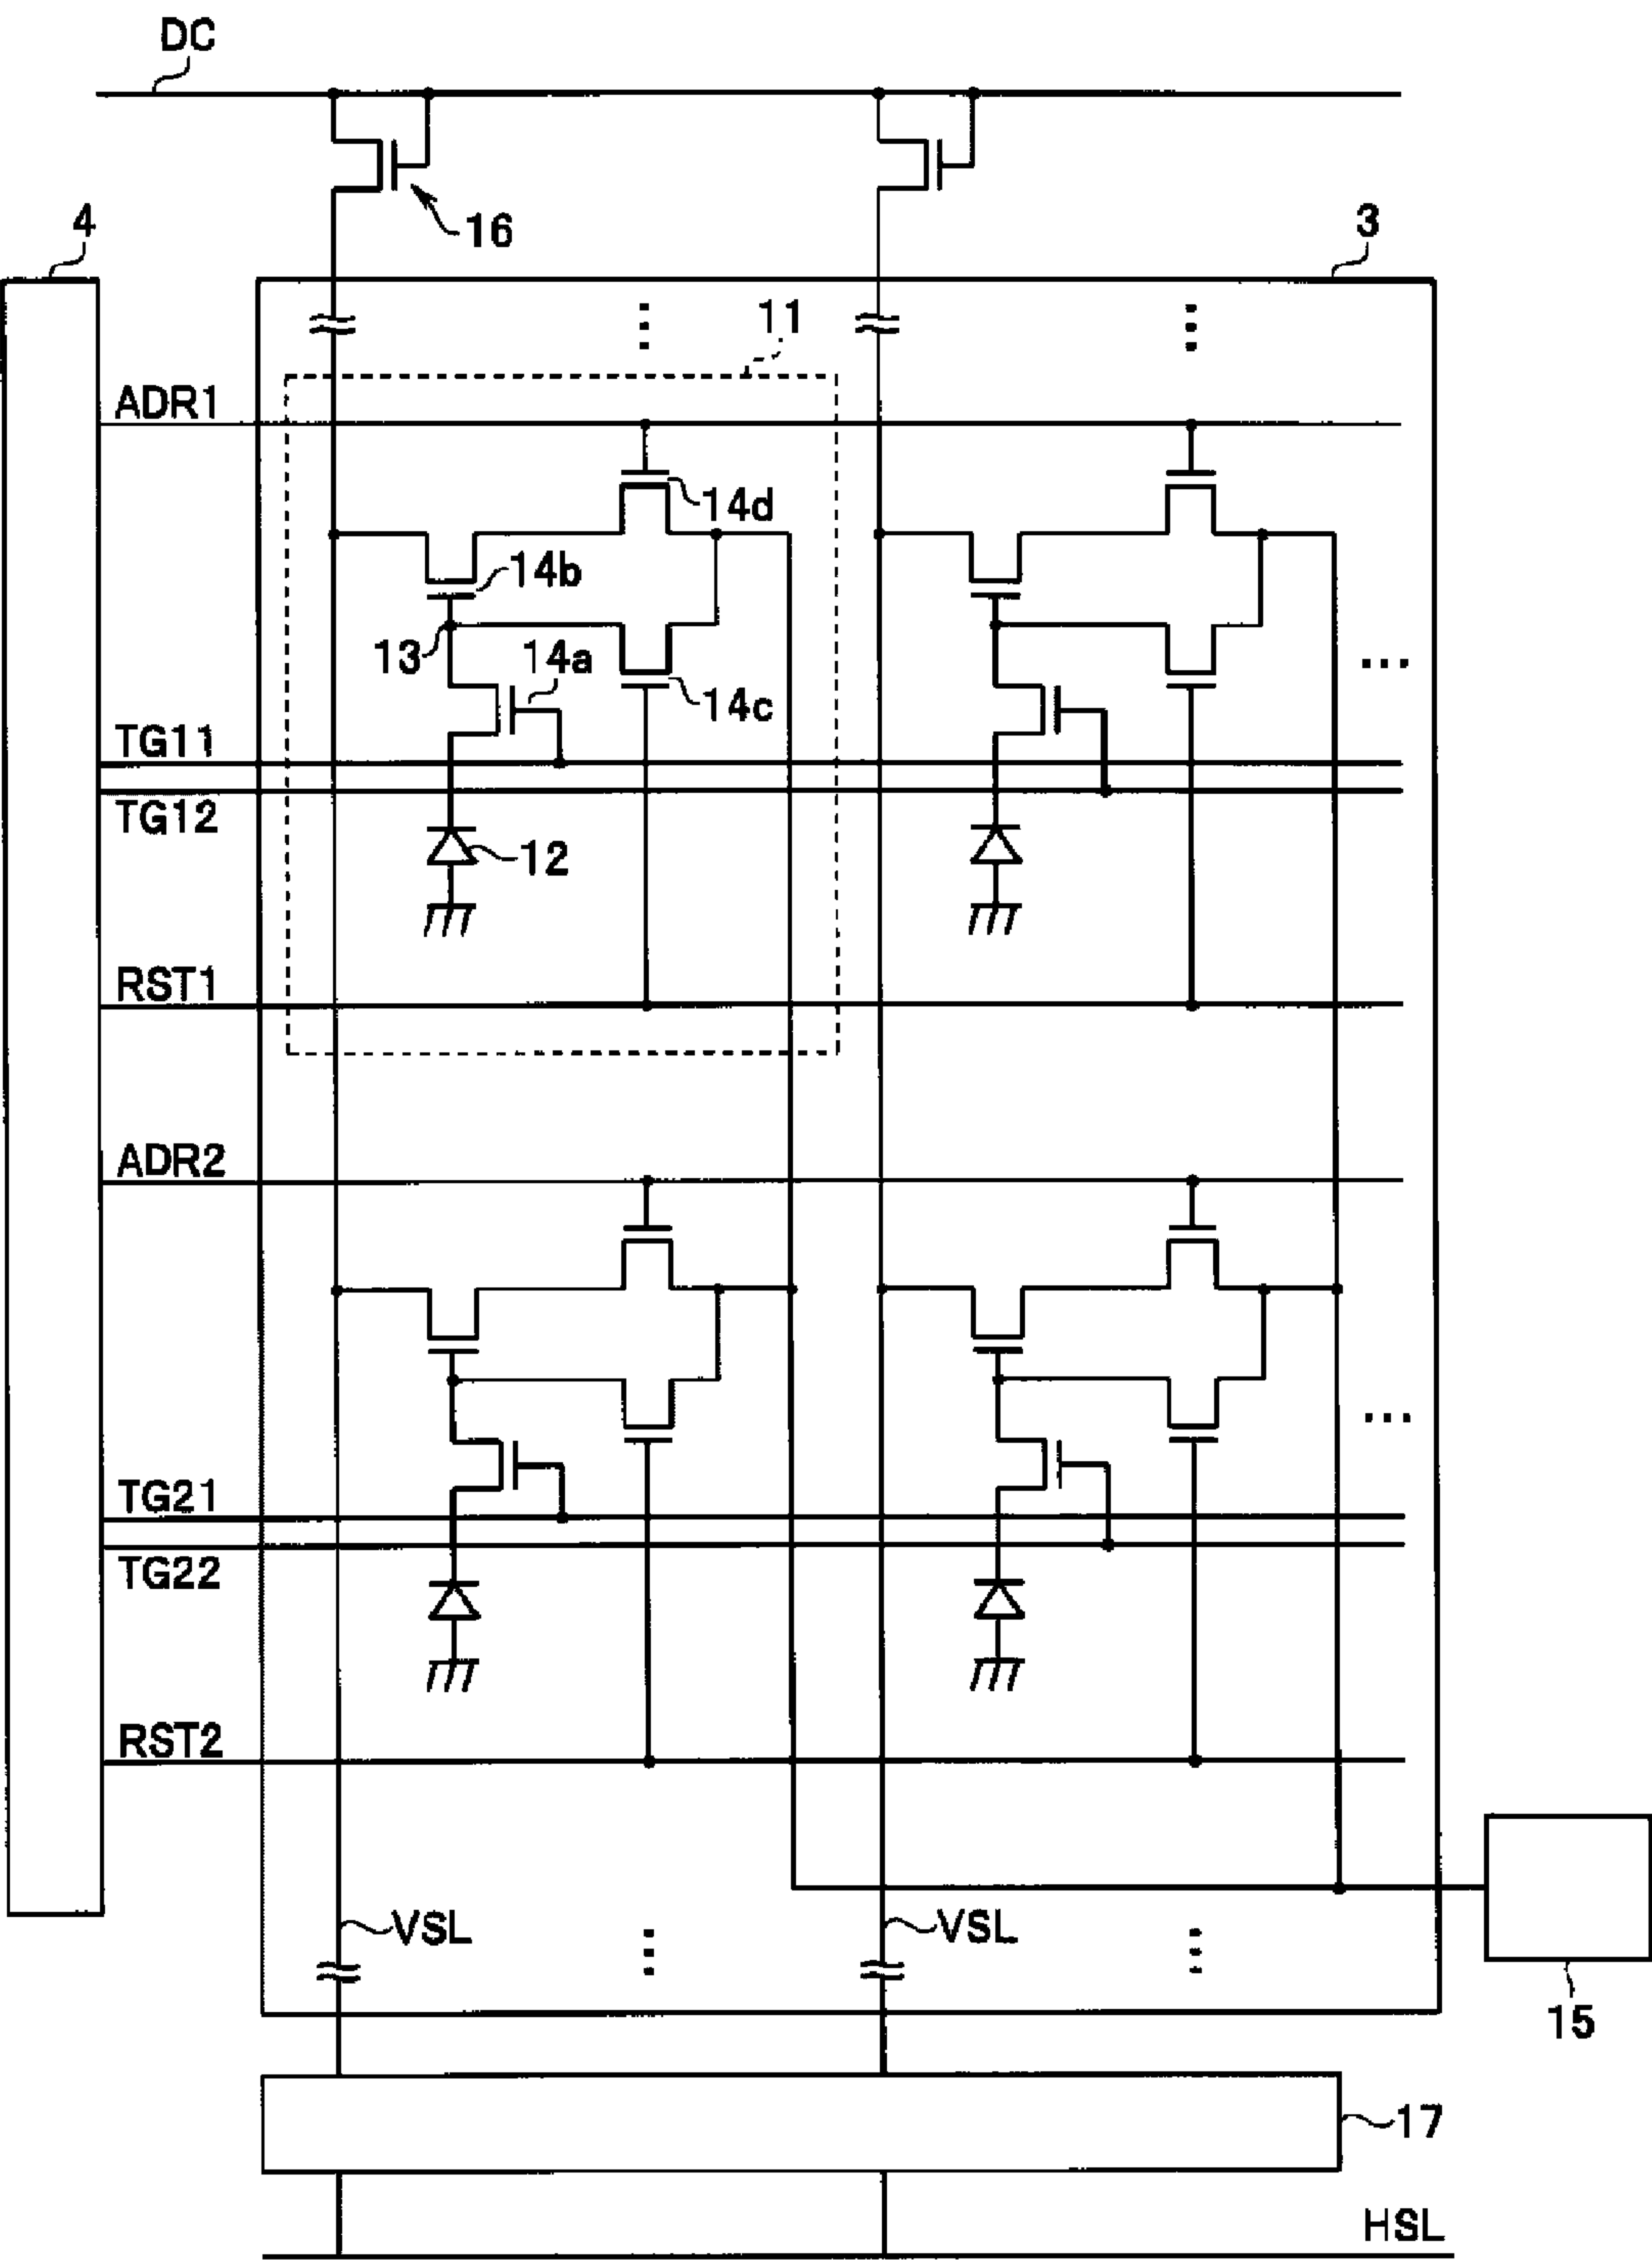 DC
16
4
3
11
ADR1
14d
14b
13
14a
14c
TG11
TG12
12
RST1
ADR2
TG21
TG22
RST2
VSL
VSL
15
17
HSL